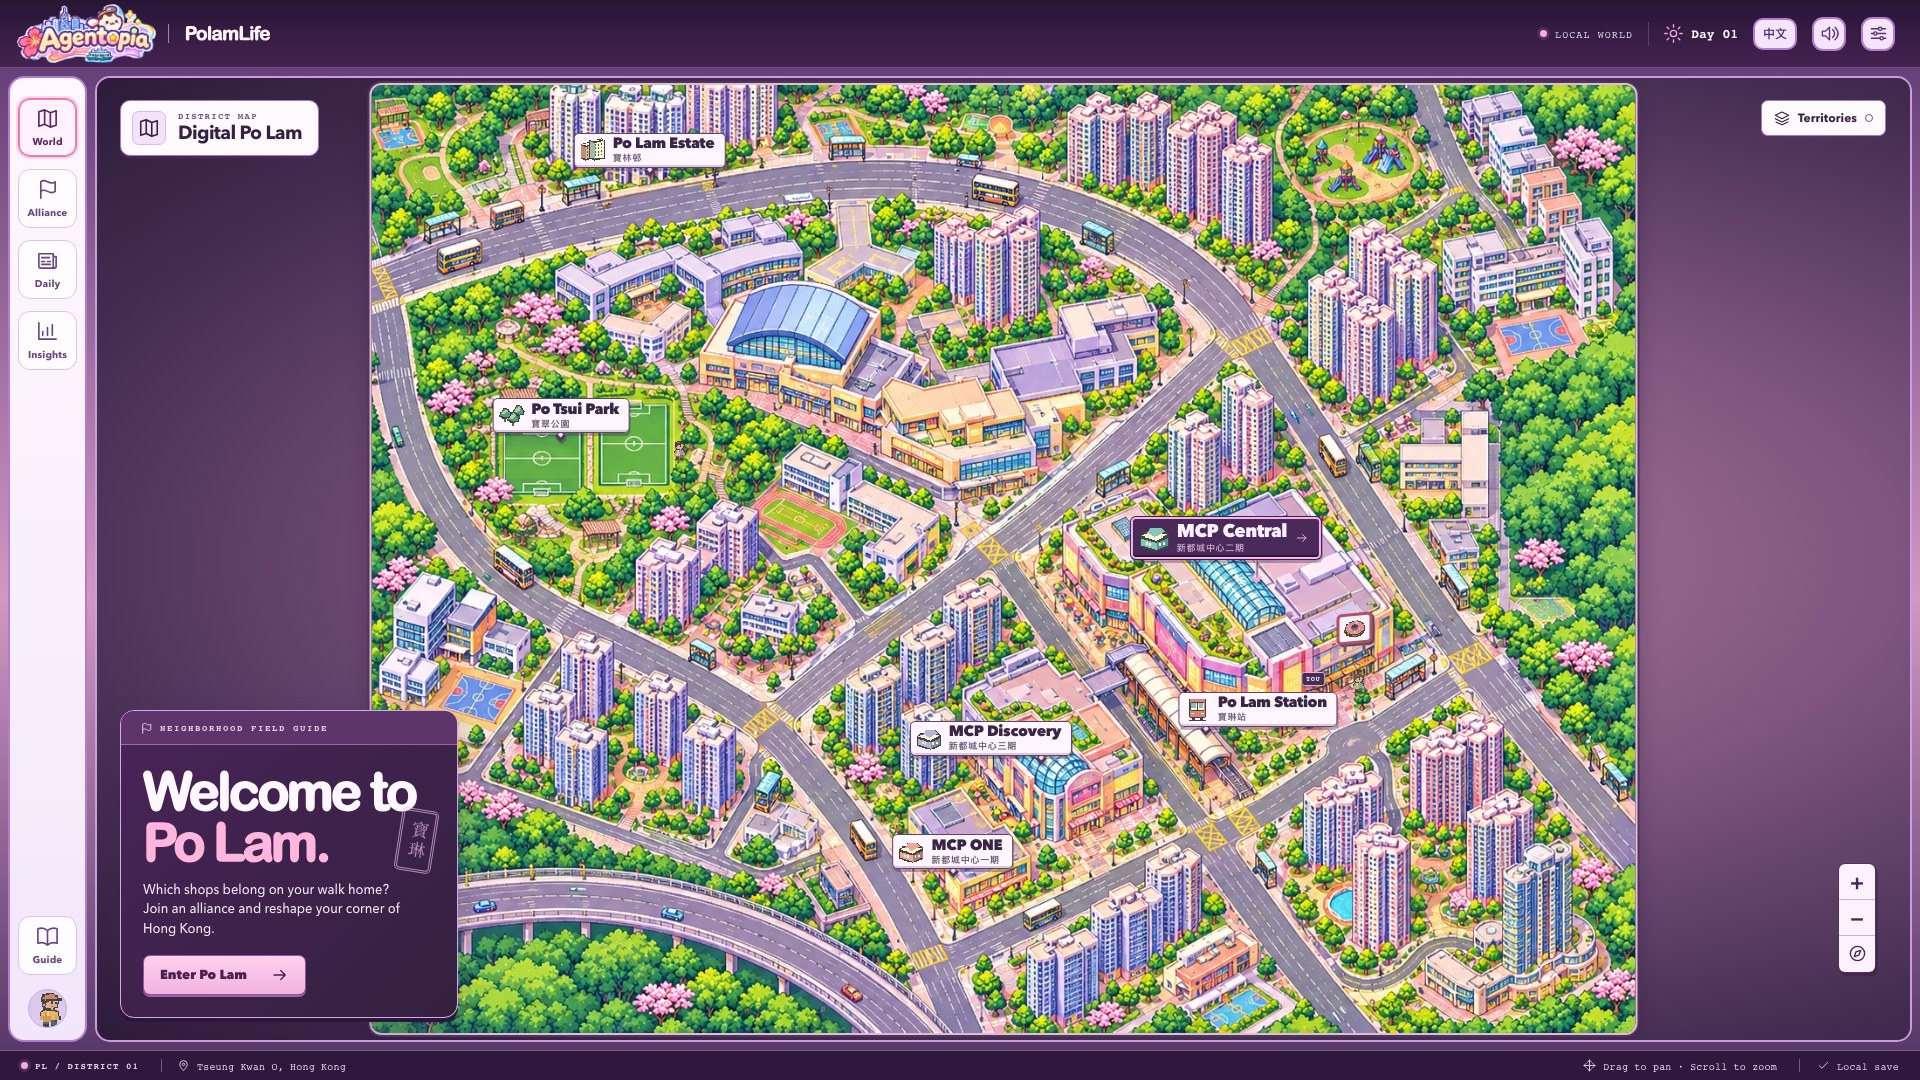 Agentopia
PolamLife
LOCAL WORLD
Day 01
中文
World
Alliance
Daily
Insights
Guide
DISTRICT MAP
Digital Po Lam
Territories
Po Lam Estate
寶林邨
Po Tsui Park
寶翠公園
MCP Central
新都城中心二期
YOU
Po Lam Station
寶琳站
MCP Discovery
新都城中心三期
MCP ONE
新都城中心一期
NEIGHBORHOOD FIELD GUIDE
Welcome to
Po Lam.
寶琳
Which shops belong on your walk home?
Join an alliance and reshape your corner of
Hong Kong.
Enter Po Lam
PL / DISTRICT 01
Tseung Kwan O, Hong Kong
Drag to pan · Scroll to zoom
Local save